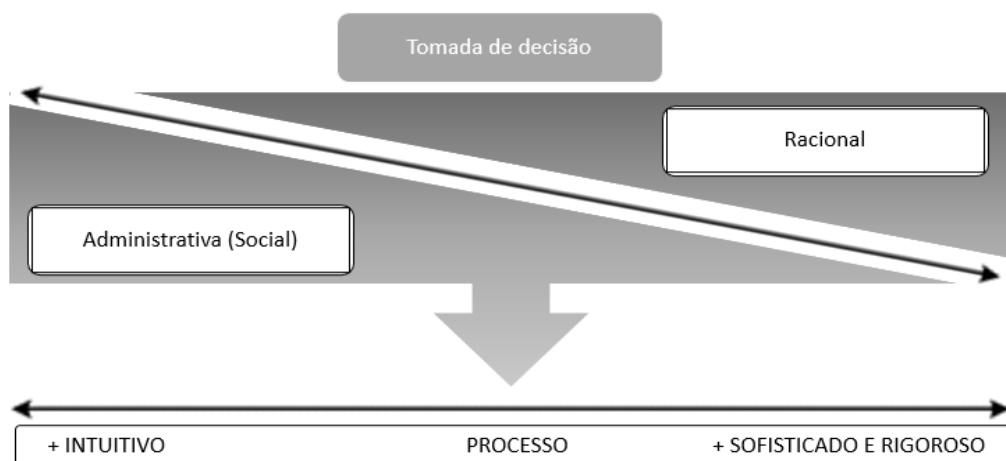 Tomada de decisão
Racional
Administrativa (Social)
+ INTUITIVO PROCESSO + SOFISTICADO E RIGOROSO